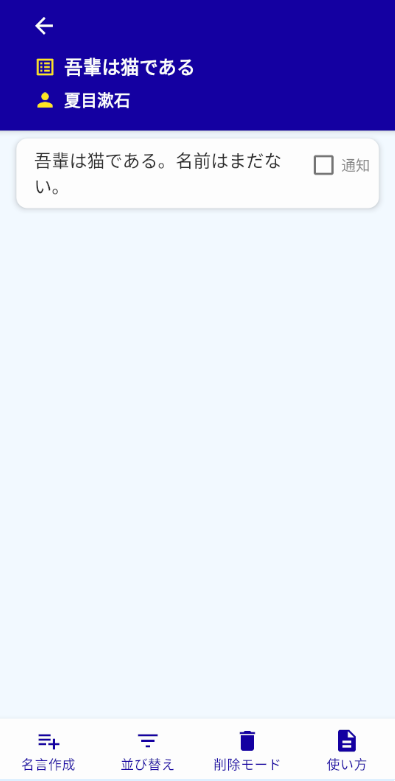 吾輩は猫である
夏目漱石
吾輩は猫である。名前はまだな
い。
通知
名言作成
並び替え
削除モード
使い方